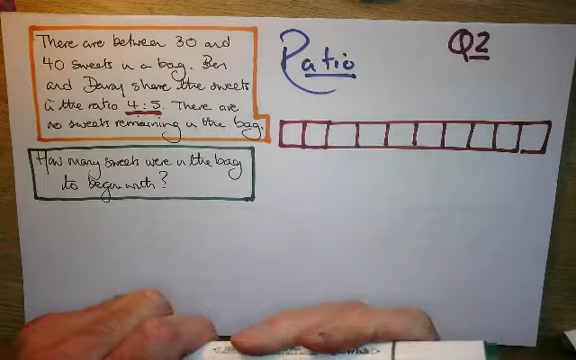 There are between 30 and
40 sweets in a bag. Ben
and Davey share the sweets
in the ratio 4:5. There are
no sweets remaining in the bag.
How many sweets were in the bag
to begin with?
Ratio
Q2